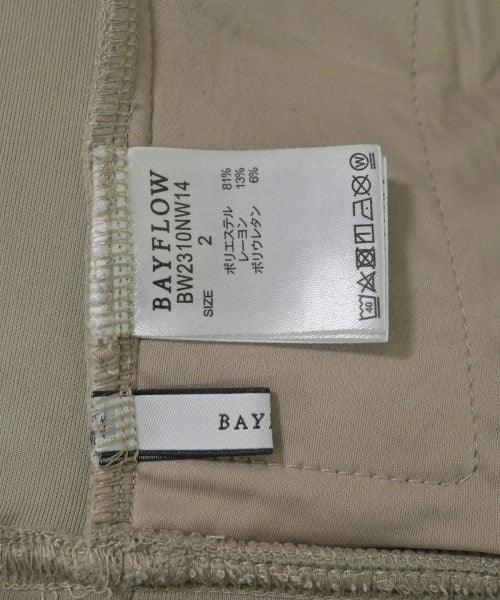 BAYFLOW
BW2310NW14
SIZE 2
ポリエステル 81%
レーヨン 13%
ポリウレタン 6%
40
W
BAY